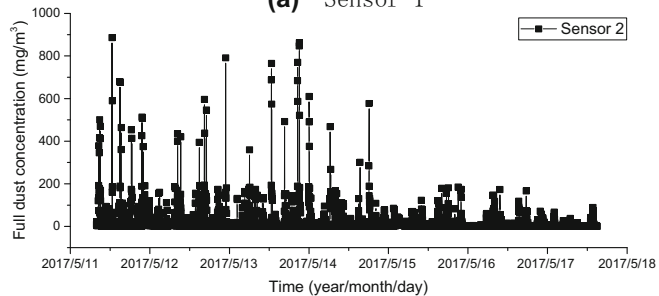 (a) Sensor 1
1000
800
600
400
200
0
Full dust concentration (mg/m³)
Sensor 2
2017/5/11 2017/5/12 2017/5/13 2017/5/14 2017/5/15 2017/5/16 2017/5/17 2017/5/18
Time (year/month/day)